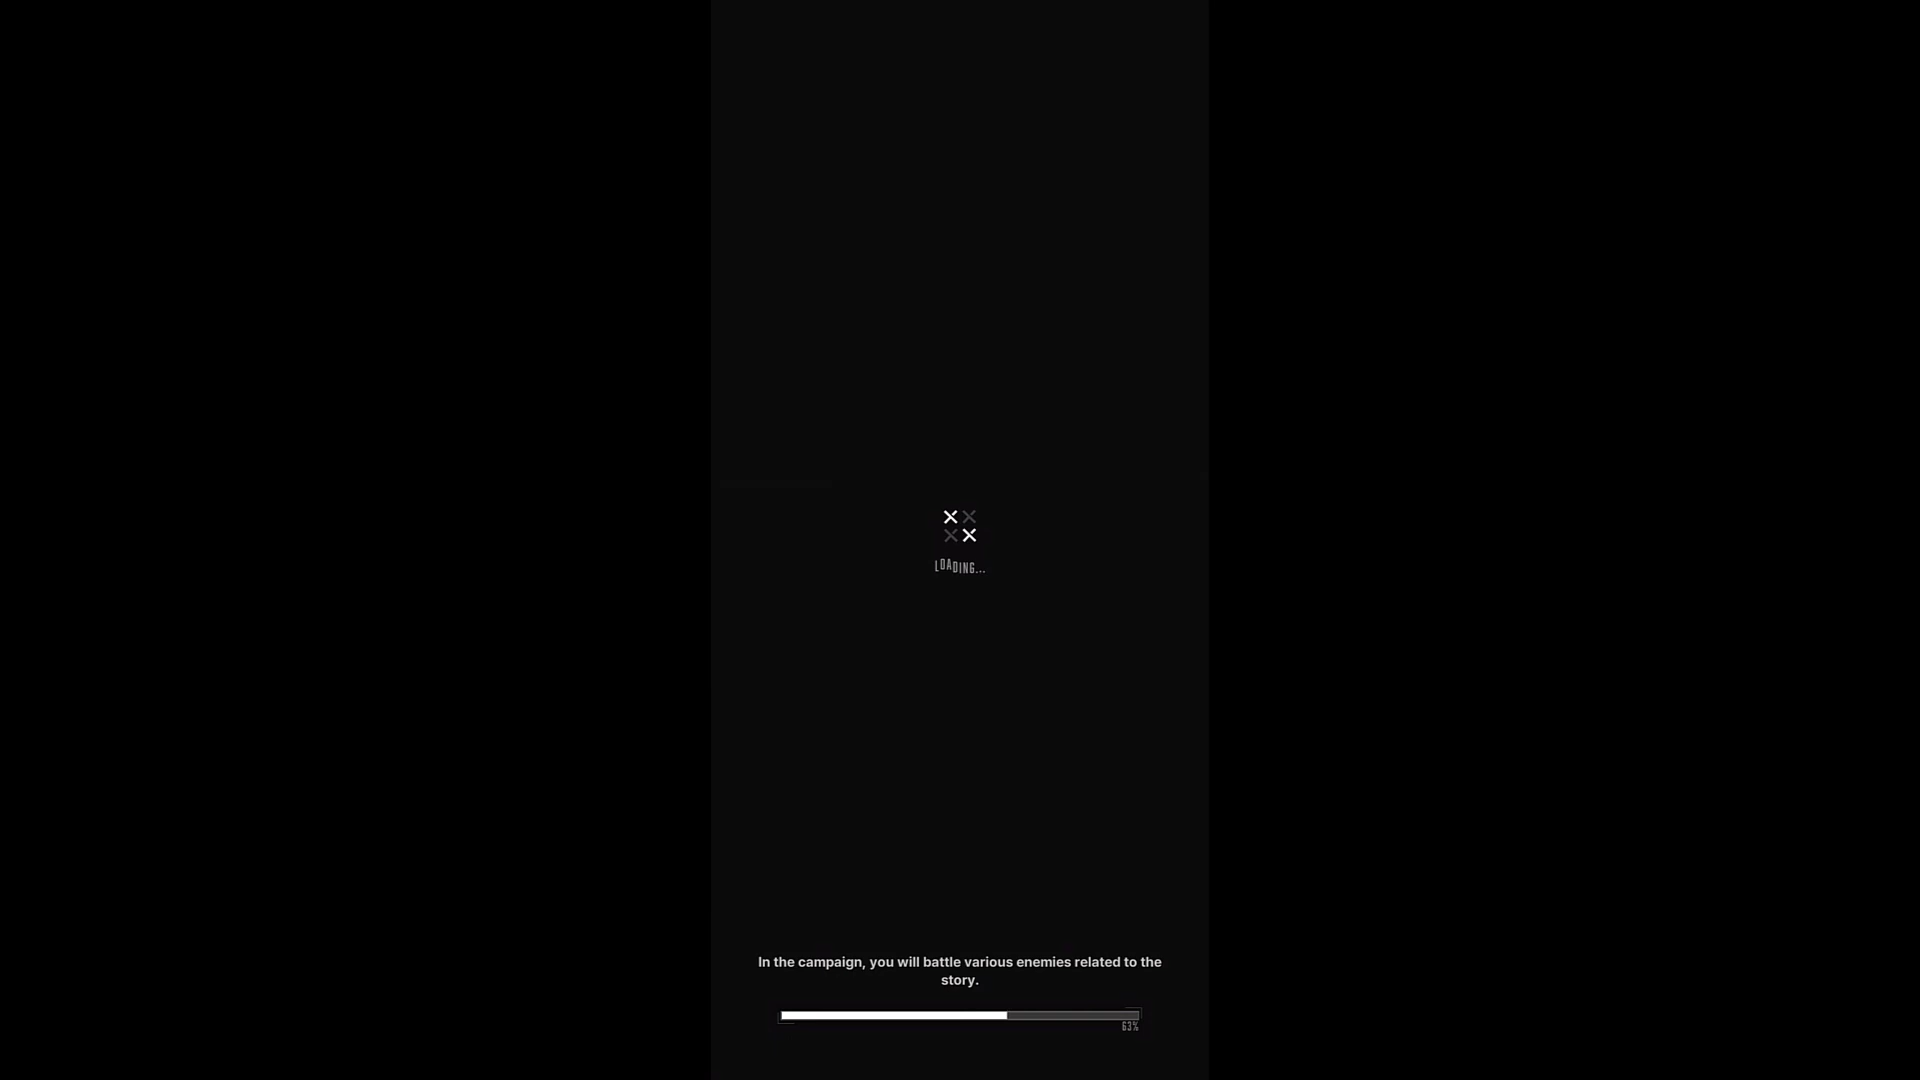 LOADING...
In the campaign, you will battle various enemies related to the
story.
63%